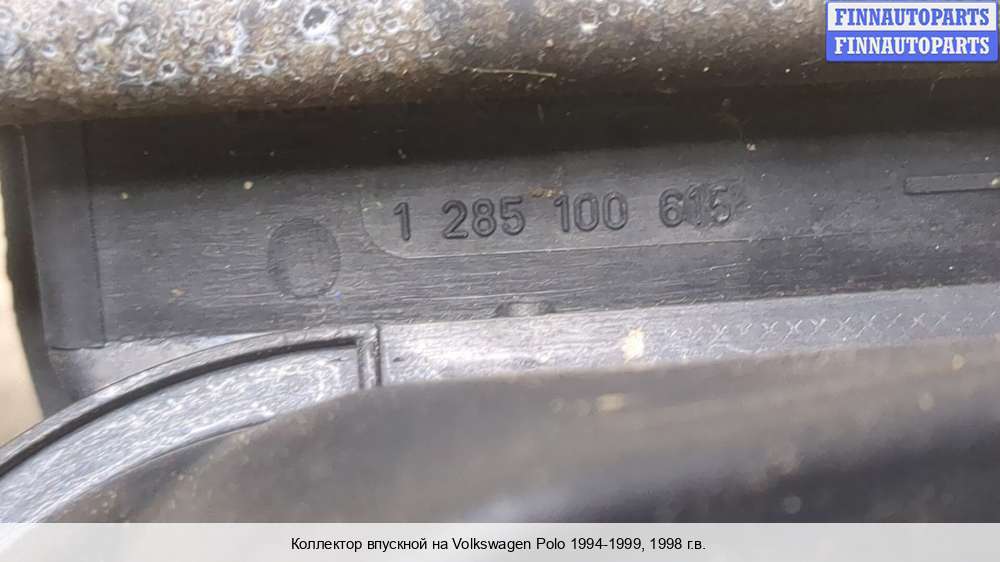 FINNAUTOPARTS
FINNAUTOPARTS
1 285 100 615
Коллектор впускной на Volkswagen Polo 1994-1999, 1998 г.в.